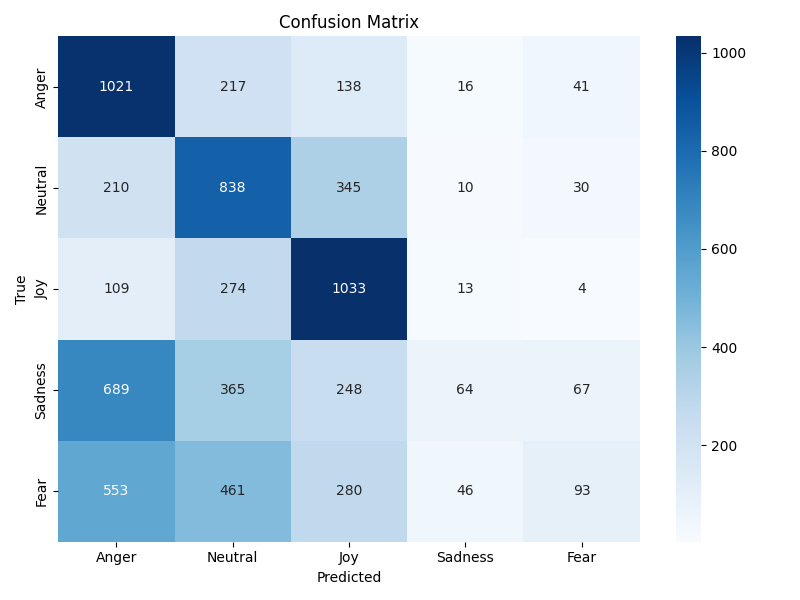 Confusion Matrix
True
Anger 1021 217 138 16 41
Neutral 210 838 345 10 30
Joy 109 274 1033 13 4
Sadness 689 365 248 64 67
Fear 553 461 280 46 93
Anger Neutral Joy Sadness Fear
Predicted
1000
800
600
400
200